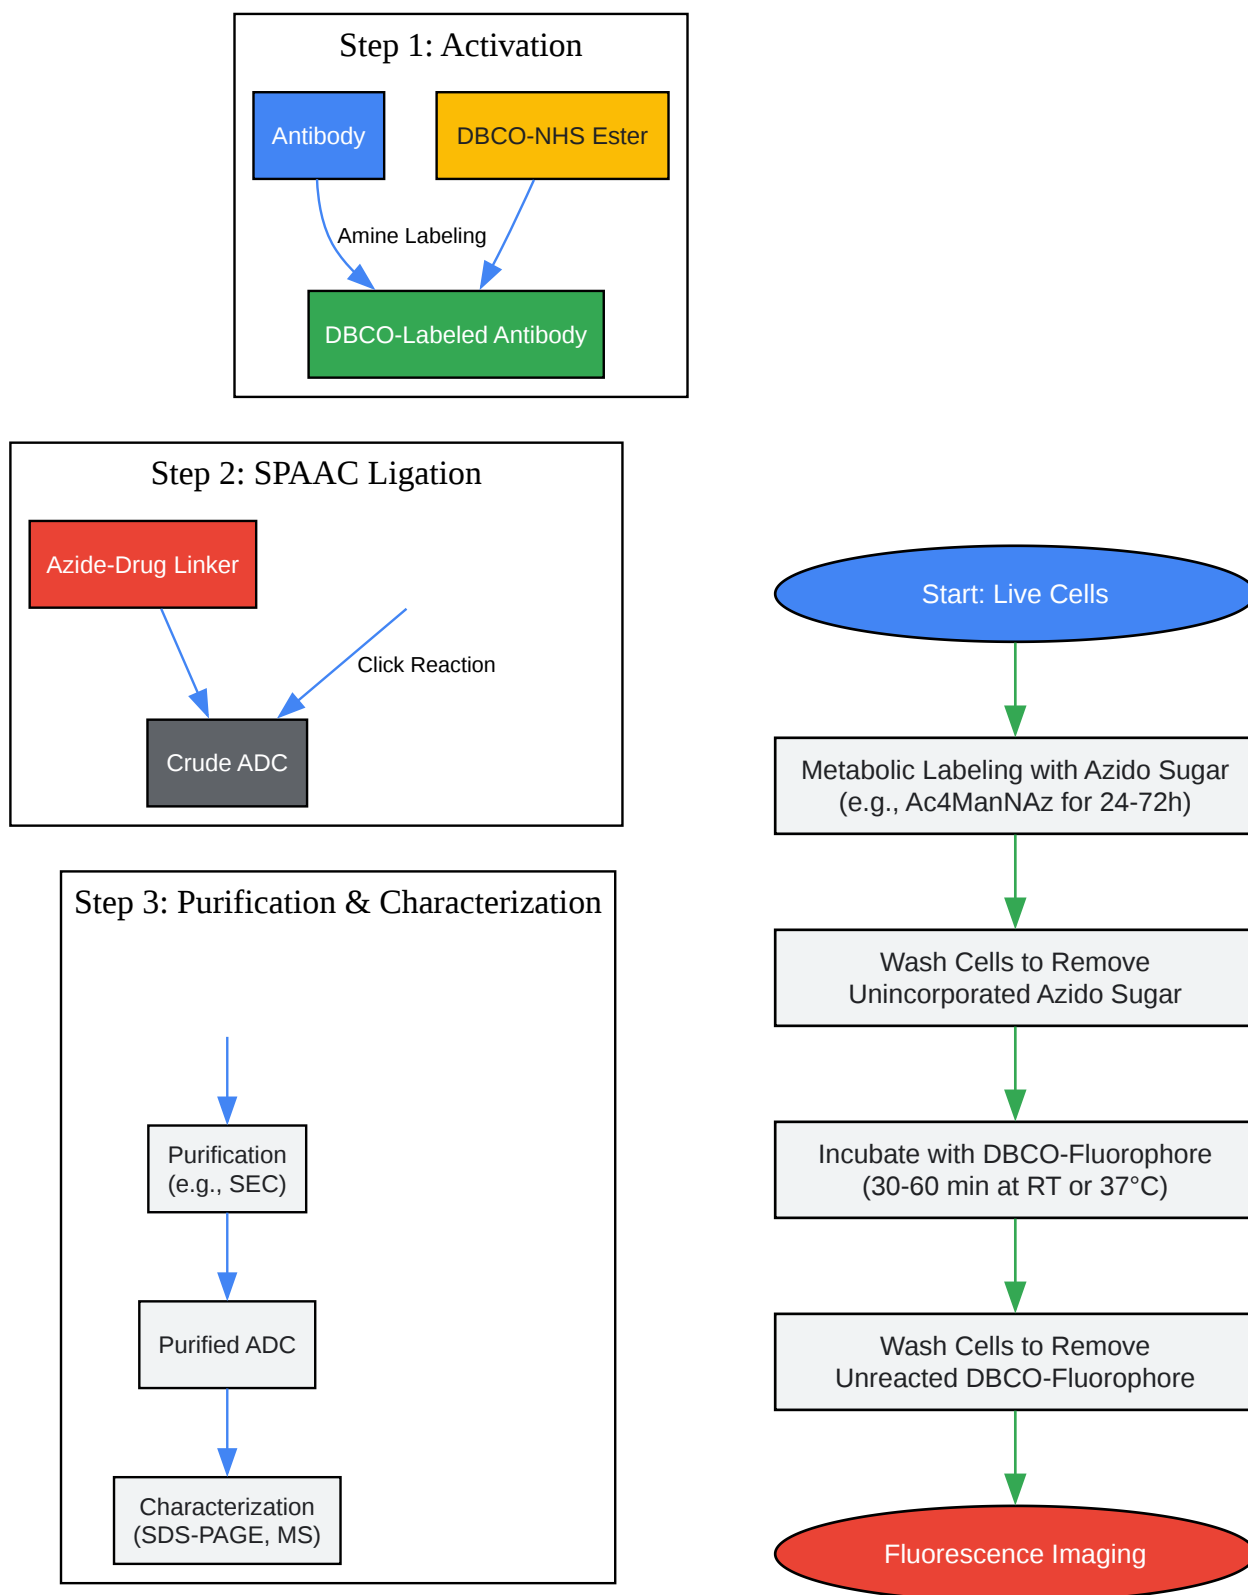 Step 1: Activation
Antibody
DBCO-NHS Ester
Amine Labeling
DBCO-Labeled Antibody
Step 2: SPAAC Ligation
Azide-Drug Linker
Click Reaction
Crude ADC
Step 3: Purification & Characterization
Purification
(e.g., SEC)
Purified ADC
Characterization
(SDS-PAGE, MS)
Start: Live Cells
Metabolic Labeling with Azido Sugar
(e.g., Ac4ManNAz for 24-72h)
Wash Cells to Remove
Unincorporated Azido Sugar
Incubate with DBCO-Fluorophore
(30-60 min at RT or 37°C)
Wash Cells to Remove
Unreacted DBCO-Fluorophore
Fluorescence Imaging